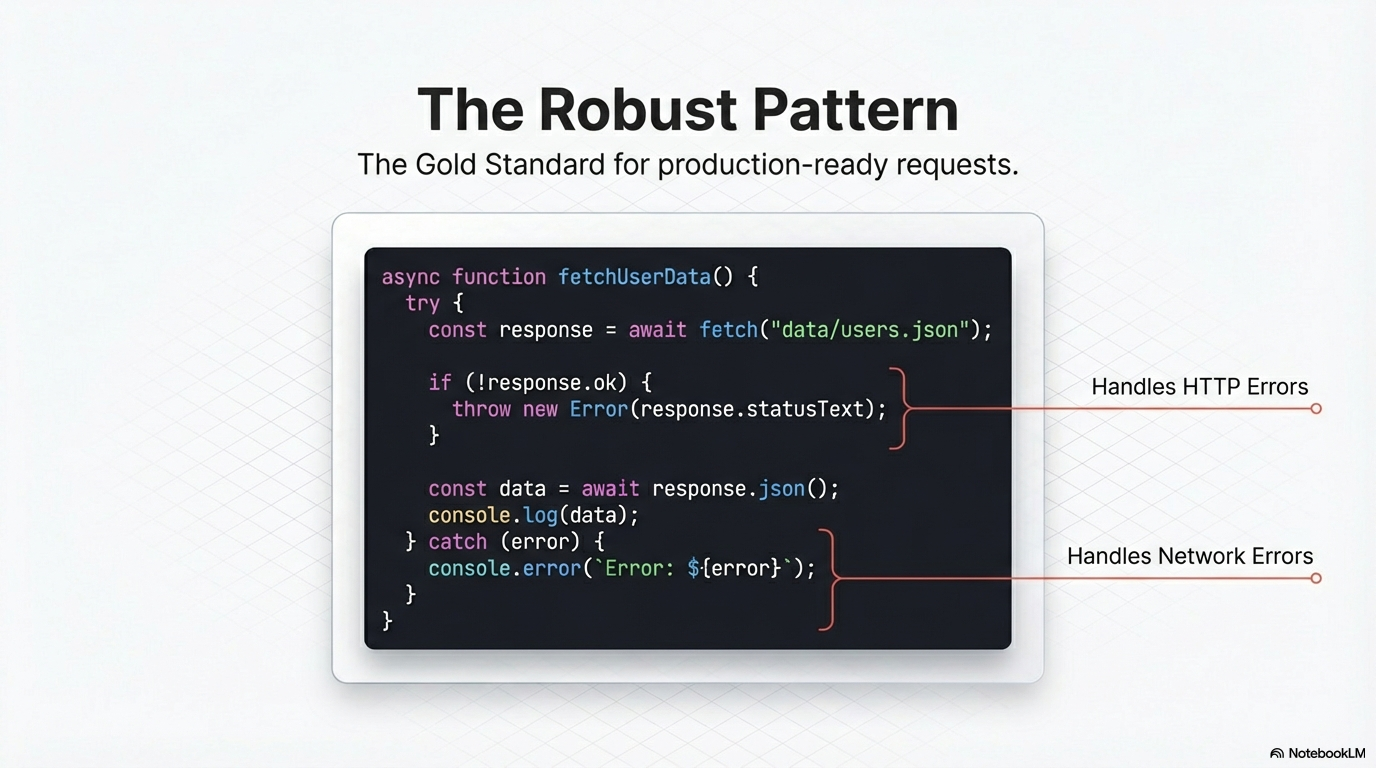 The Robust Pattern
The Gold Standard for production-ready requests.
async function fetchUserData() {
  try {
    const response = await fetch("data/users.json");
    if (!response.ok) {
      throw new Error(response.statusText);
    }
    const data = await response.json();
    console.log(data);
  } catch (error) {
    console.error(`Error: ${error}`);
  }
}
Handles HTTP Errors
Handles Network Errors
NotebookLM